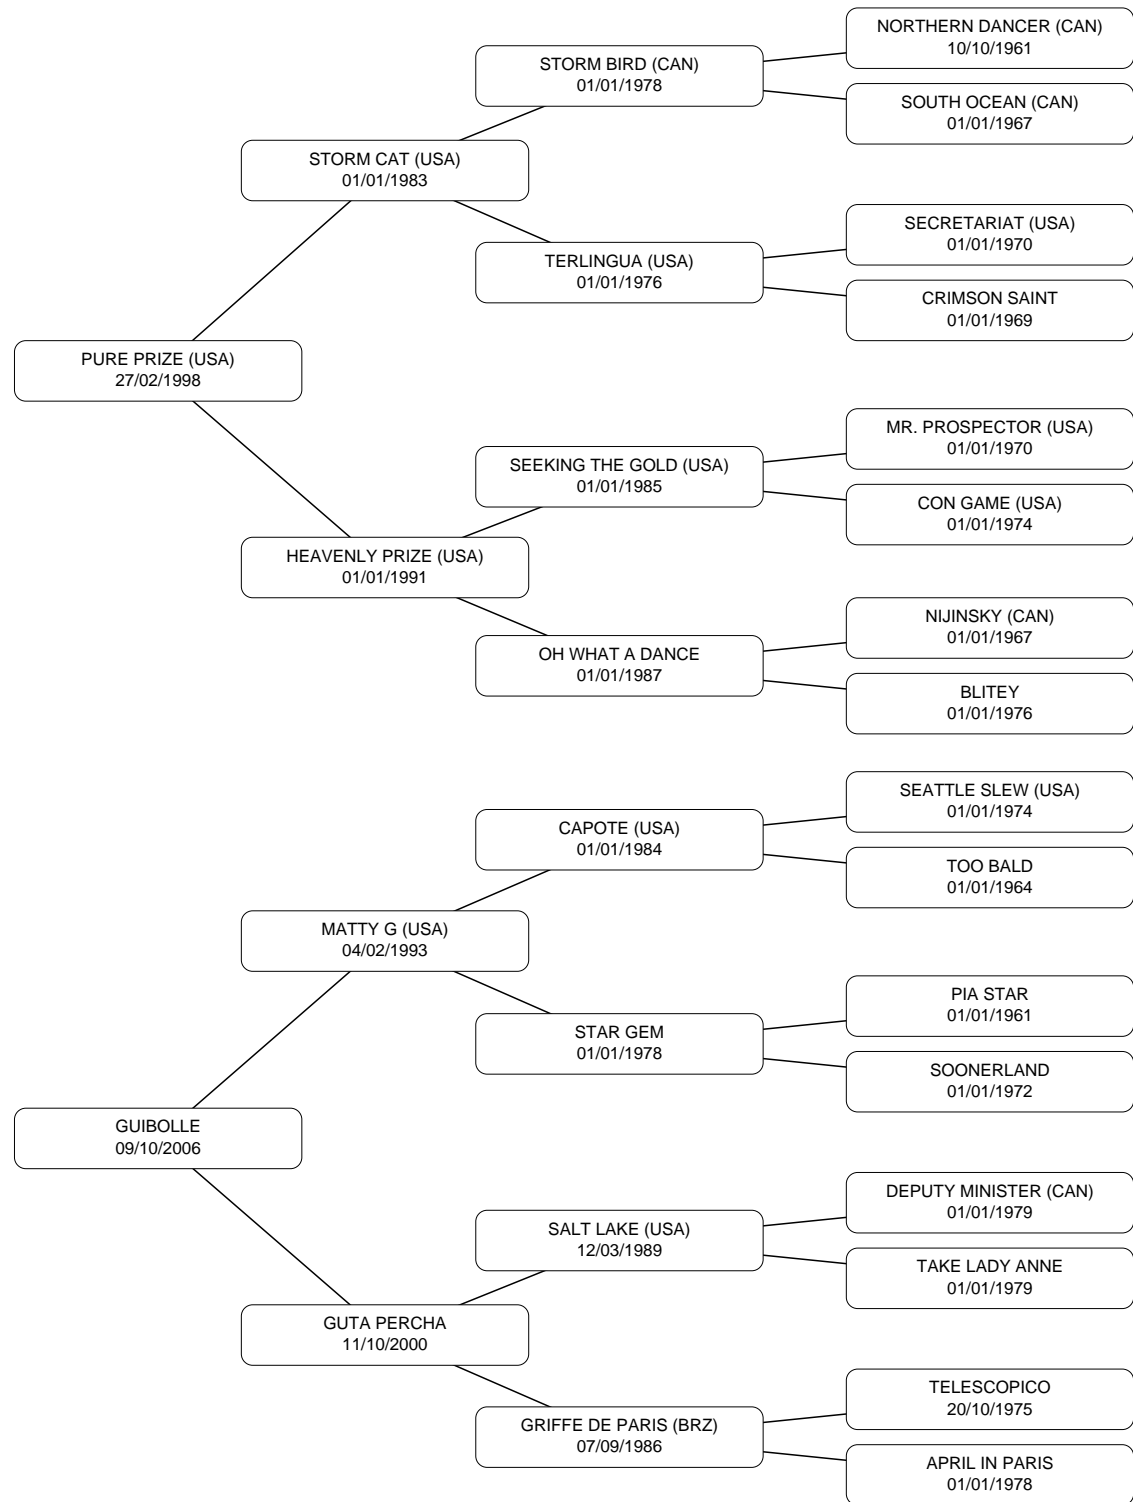 NORTHERN DANCER (CAN)
10/10/1961
STORM BIRD (CAN)
01/01/1978
SOUTH OCEAN (CAN)
01/01/1967
STORM CAT (USA)
01/01/1983
SECRETARIAT (USA)
01/01/1970
TERLINGUA (USA)
01/01/1976
CRIMSON SAINT
01/01/1969
PURE PRIZE (USA)
27/02/1998
MR. PROSPECTOR (USA)
01/01/1970
SEEKING THE GOLD (USA)
01/01/1985
CON GAME (USA)
01/01/1974
HEAVENLY PRIZE (USA)
01/01/1991
NIJINSKY (CAN)
01/01/1967
OH WHAT A DANCE
01/01/1987
BLITEY
01/01/1976
SEATTLE SLEW (USA)
01/01/1974
CAPOTE (USA)
01/01/1984
TOO BALD
01/01/1964
MATTY G (USA)
04/02/1993
PIA STAR
01/01/1961
STAR GEM
01/01/1978
SOONERLAND
01/01/1972
GUIBOLLE
09/10/2006
DEPUTY MINISTER (CAN)
01/01/1979
SALT LAKE (USA)
12/03/1989
TAKE LADY ANNE
01/01/1979
GUTA PERCHA
11/10/2000
TELESCOPICO
20/10/1975
GRIFFE DE PARIS (BRZ)
07/09/1986
APRIL IN PARIS
01/01/1978